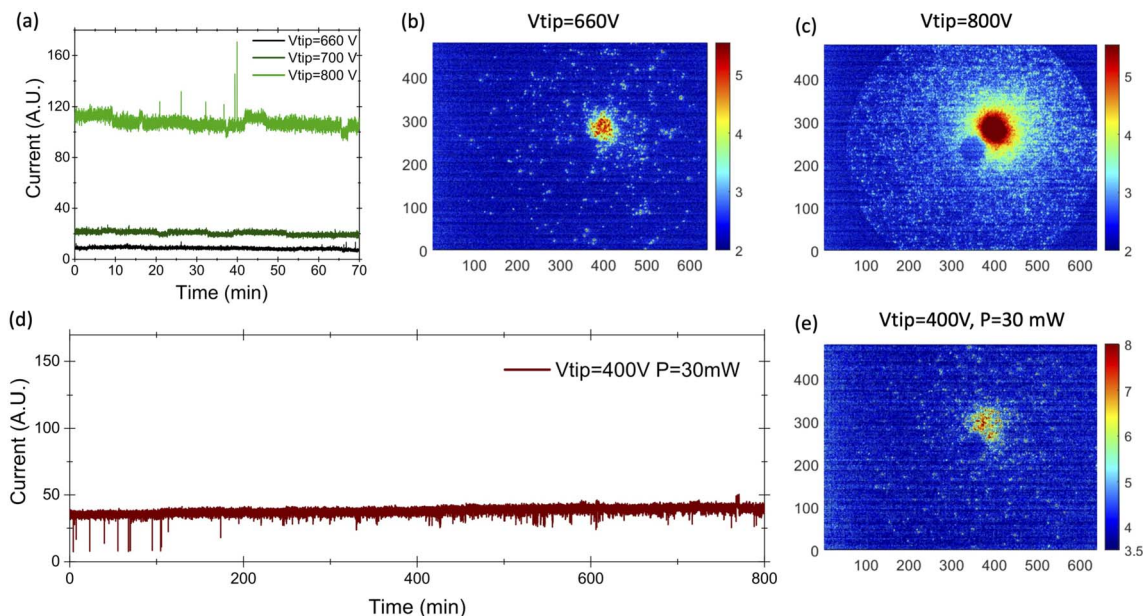 (a)
Vtip=660 V
Vtip=700 V
Vtip=800 V
160
120
80
40
0
Current (A.U.)
0 10 20 30 40 50 60 70
Time (min)
(b)
Vtip=660V
400
300
200
100
0
100 200 300 400 500 600
5
4
3
2
(c)
Vtip=800V
400
300
200
100
0
100 200 300 400 500 600
5
4
3
2
(d)
Vtip=400V P=30mW
150
100
50
0
Current (A.U.)
0 200 400 600 800
Time (min)
(e)
Vtip=400V, P=30 mW
400
300
200
100
0
100 200 300 400 500 600
8
7
6
5
4
3.5